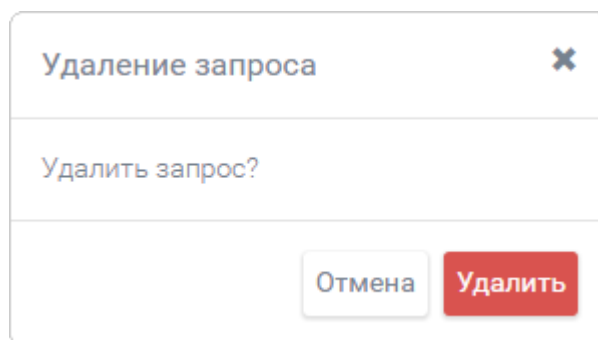 Удаление запроса
Удалить запрос?
Отмена
Удалить